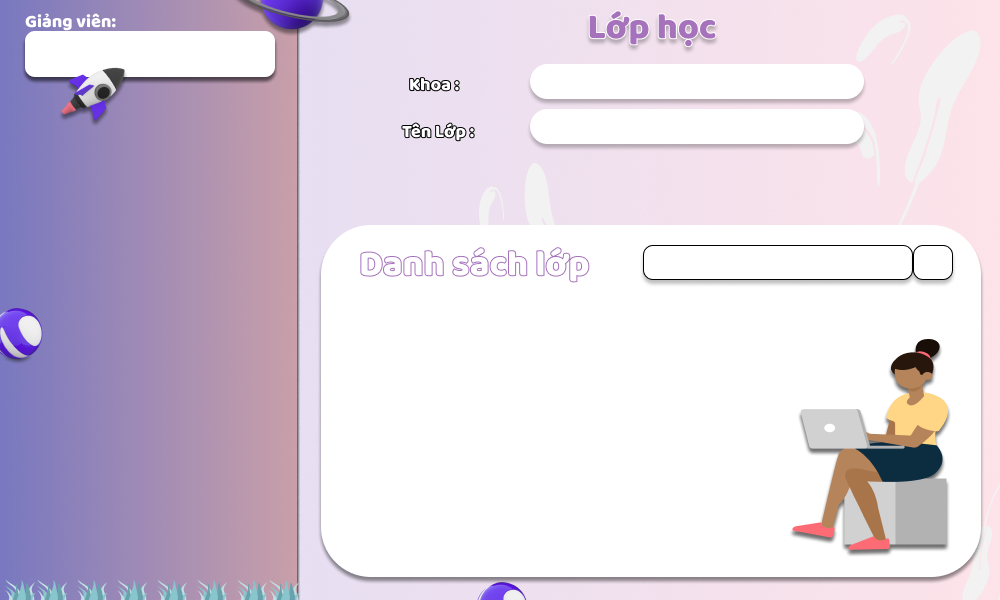 Giảng viên:
Lớp học
Khoa :
Tên Lớp :
Danh sách lớp